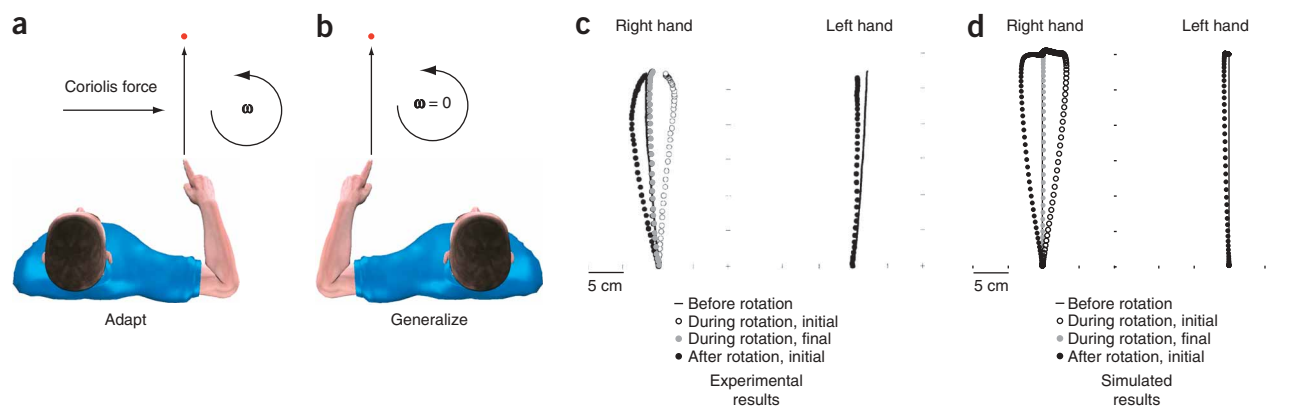 a
Coriolis force
ω
Adapt
b
ω = 0
Generalize
c
Right hand
Left hand
5 cm
– Before rotation
During rotation, initial
During rotation, final
After rotation, initial
Experimental
results
d
Right hand
Left hand
5 cm
– Before rotation
During rotation, initial
During rotation, final
After rotation, initial
Simulated
results